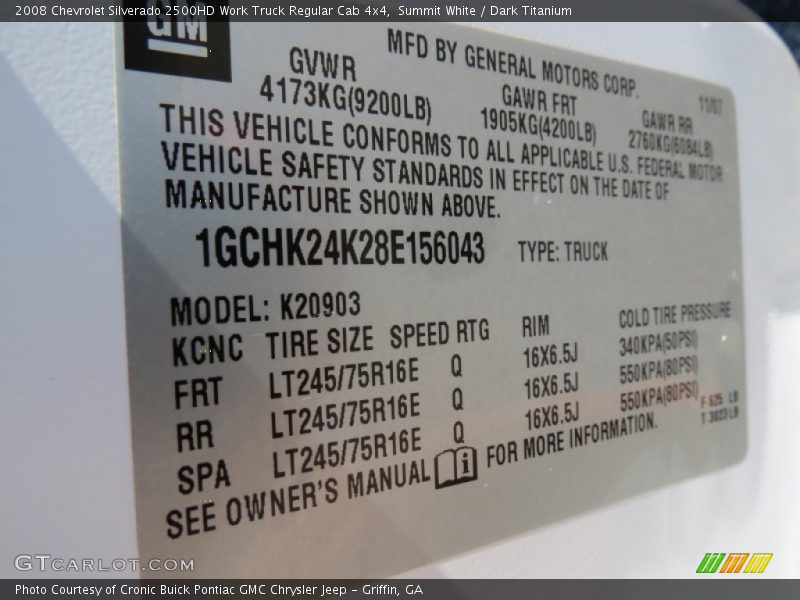 2008 Chevrolet Silverado 2500HD Work Truck Regular Cab 4x4, Summit White / Dark Titanium
GM
MFD BY GENERAL MOTORS CORP.
11/07
GVWR
GAWR FRT
GAWR RR
4173KG(9200LB)
1905KG(4200LB)
2760KG(6084LB)
THIS VEHICLE CONFORMS TO ALL APPLICABLE U.S. FEDERAL MOTOR
VEHICLE SAFETY STANDARDS IN EFFECT ON THE DATE OF
MANUFACTURE SHOWN ABOVE.
1GCHK24K28E156043 TYPE: TRUCK
MODEL: K20903
KCNC TIRE SIZE SPEED RTG RIM COLD TIRE PRESSURE
FRT LT245/75R16E Q 16X6.5J 340KPA(50PSI)
RR LT245/75R16E Q 16X6.5J 550KPA(80PSI)
SPA LT245/75R16E Q 16X6.5J 550KPA(80PSI)
F 625 LB
T 3023 LB
SEE OWNER'S MANUAL FOR MORE INFORMATION.
GTCARLOT.COM
Photo Courtesy of Cronic Buick Pontiac GMC Chrysler Jeep - Griffin, GA